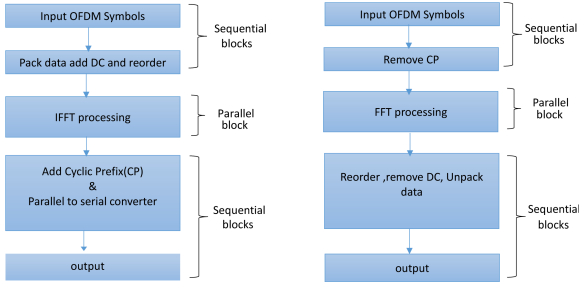 Input OFDM Symbols
Pack data add DC and reorder
Sequential
blocks
IFFT processing
Parallel
block
Add Cyclic Prefix(CP)
&
Parallel to serial converter
output
Sequential
blocks
Input OFDM Symbols
Remove CP
Sequential
blocks
FFT processing
Parallel
block
Reorder ,remove DC, Unpack
data
output
Sequential
blocks